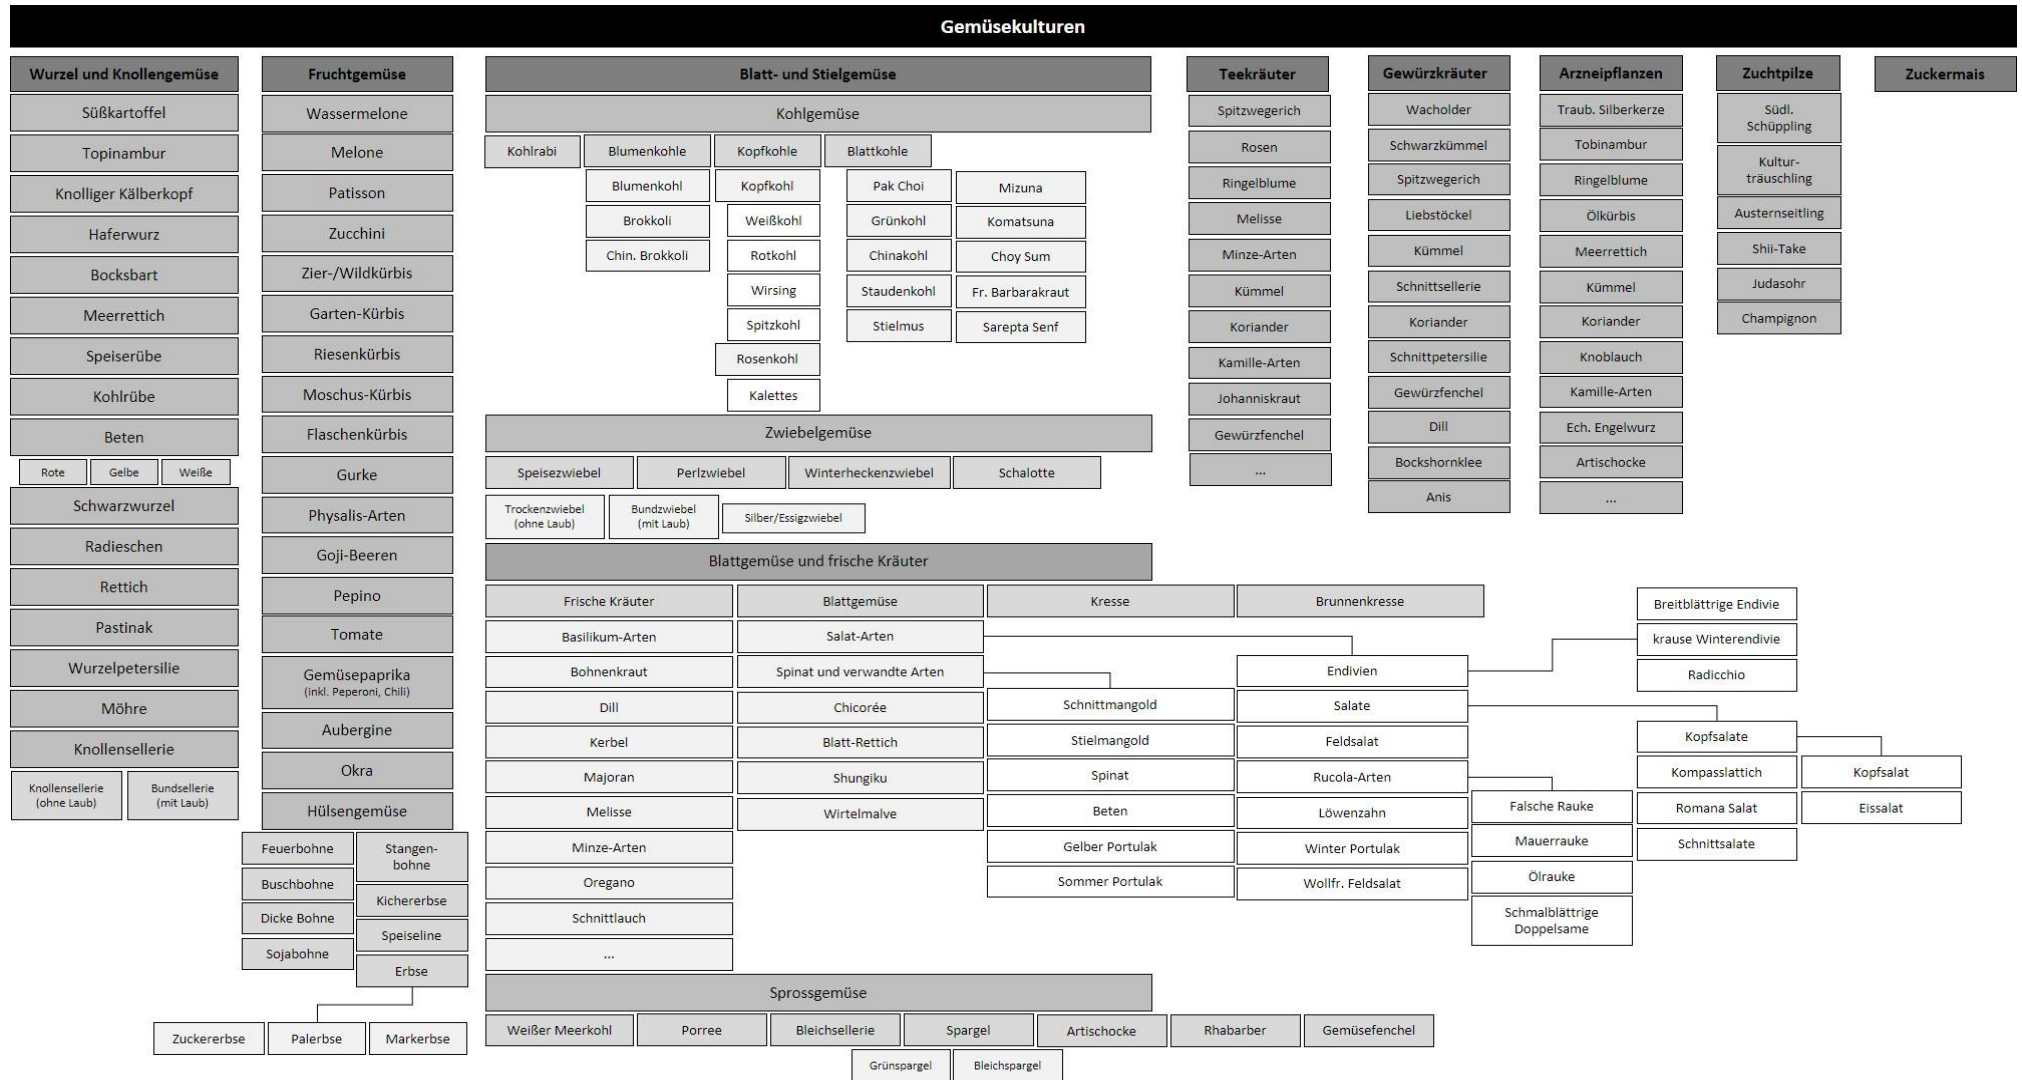 Gemüsekulturen
Wurzel und Knollengemüse
Süßkartoffel
Topinambur
Knolliger Kälberkopf
Haferwurz
Bocksbart
Meerrettich
Speiserübe
Kohlrübe
Beten
Rote
Gelbe
Weiße
Schwarzwurzel
Radieschen
Rettich
Pastinak
Wurzelpetersilie
Möhre
Knollensellerie
Knollensellerie
(ohne Laub)
Bundsellerie
(mit Laub)
Fruchtgemüse
Wassermelone
Melone
Patisson
Zucchini
Zier-/Wildkürbis
Garten-Kürbis
Riesenkürbis
Moschus-Kürbis
Flaschenkürbis
Gurke
Physalis-Arten
Goji-Beeren
Pepino
Tomate
Gemüsepaprika
(inkl. Peperoni, Chili)
Aubergine
Okra
Hülsengemüse
Feuerbohne
Buschbohne
Dicke Bohne
Sojabohne
Stangen-
bohne
Kichererbse
Speiseline
Erbse
Zuckererbse
Palerbse
Markerbse
Blatt- und Stielgemüse
Kohlgemüse
Kohlrabi
Blumenkohle
Blumenkohl
Brokkoli
Chin. Brokkoli
Kopfkohle
Kopfkohl
Weißkohl
Rotkohl
Wirsing
Spitzkohl
Rosenkohl
Kalettes
Blattkohle
Pak Choi
Grünkohl
Chinakohl
Staudenkohl
Stielmus
Mizuna
Komatsuna
Choy Sum
Fr. Barbarakraut
Sarepta Senf
Zwiebelgemüse
Speisezwiebel
Perlzwiebel
Winterheckenzwiebel
Schalotte
Trockenzwiebel
(ohne Laub)
Bundzwiebel
(mit Laub)
Silber/Essigzwiebel
Blattgemüse und frische Kräuter
Frische Kräuter
Basilikum-Arten
Bohnenkraut
Dill
Kerbel
Majoran
Melisse
Minze-Arten
Oregano
Schnittlauch
...
Blattgemüse
Salat-Arten
Spinat und verwandte Arten
Chicorée
Blatt-Rettich
Shungiku
Wirtelmalve
Kresse
Schnittmangold
Stielmangold
Spinat
Beten
Gelber Portulak
Sommer Portulak
Brunnenkresse
Endivien
Salate
Feldsalat
Rucola-Arten
Löwenzahn
Winter Portulak
Wollfr. Feldsalat
Falsche Rauke
Mauerrauke
Ölrauke
Schmalblättrige
Doppelsame
Breitblättrige Endivie
krause Winterendivie
Radicchio
Kopfsalate
Kompasslattich
Romana Salat
Schnittsalate
Kopfsalat
Eissalat
Sprossgemüse
Weißer Meerkohl
Porree
Bleichsellerie
Spargel
Artischocke
Rhabarber
Gemüsefenchel
Grünspargel
Bleichspargel
Teekräuter
Spitzwegerich
Rosen
Ringelblume
Melisse
Minze-Arten
Kümmel
Koriander
Kamille-Arten
Johanniskraut
Gewürzfenchel
...
Gewürzkräuter
Wacholder
Schwarzkümmel
Spitzwegerich
Liebstöckel
Kümmel
Schnittsellerie
Koriander
Schnittpetersilie
Gewürzfenchel
Dill
Bockshornklee
Anis
Arzneipflanzen
Traub. Silberkerze
Tobinambur
Ringelblume
Ölkürbis
Meerrettich
Kümmel
Koriander
Knoblauch
Kamille-Arten
Ech. Engelwurz
Artischocke
...
Zuchtpilze
Südl.
Schüppling
Kultur-
träuschling
Austernseitling
Shii-Take
Judasohr
Champignon
Zuckermais